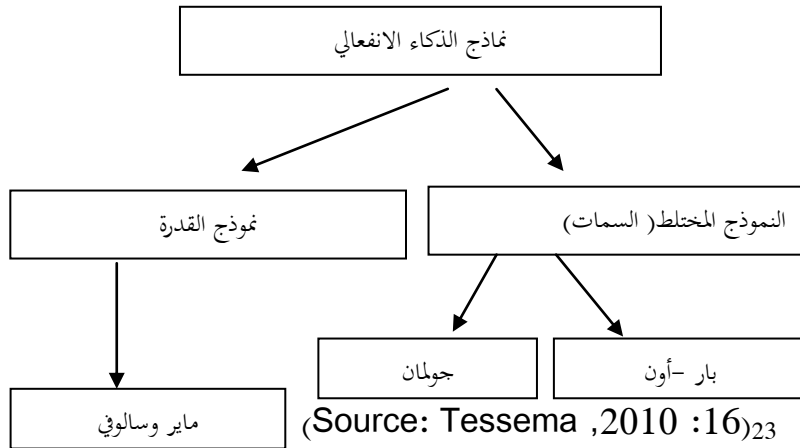 نماذج الذكاء الانفعالي
النموذج المختلط( السمات)
نموذج القدرة
بار –أون
جولمان
ماير وسالوفي
(Source: Tessema ,2010 :16)23